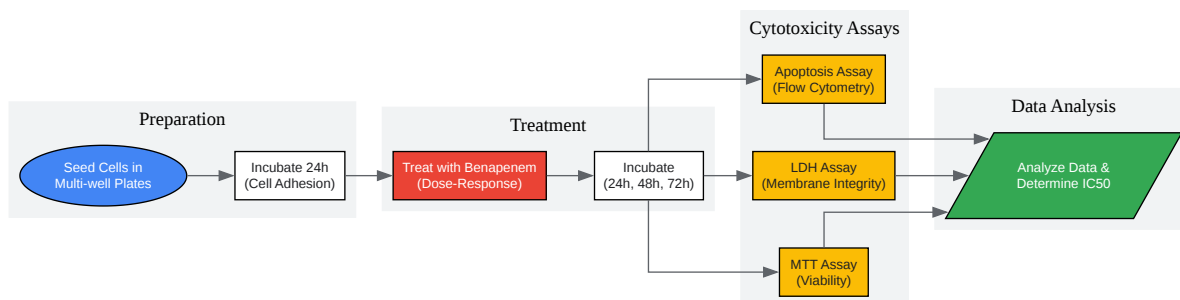 Preparation
Seed Cells in
Multi-well Plates
Incubate 24h
(Cell Adhesion)
Treatment
Treat with Benapenem
(Dose-Response)
Incubate
(24h, 48h, 72h)
Cytotoxicity Assays
Apoptosis Assay
(Flow Cytometry)
LDH Assay
(Membrane Integrity)
MTT Assay
(Viability)
Data Analysis
Analyze Data &
Determine IC50